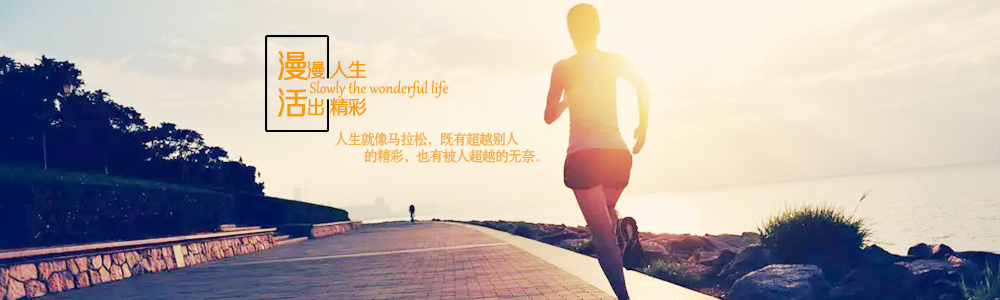 漫漫人生
Slowly the wonderful life
活出精彩
人生就像马拉松，既有超越别人
的精彩，也有被人超越的无奈。